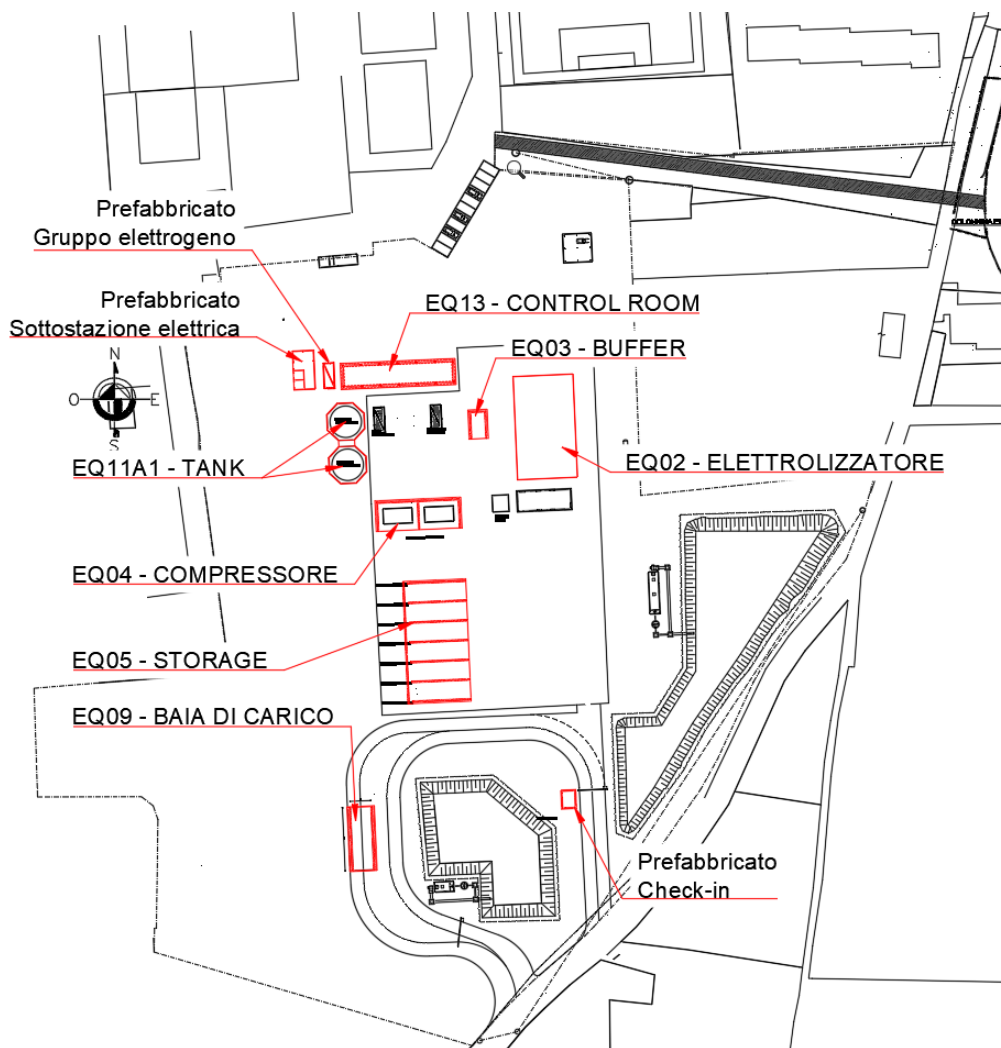 Prefabbricato
Gruppo elettrogeno
Prefabbricato
Sottostazione elettrica
EQ13 - CONTROL ROOM
EQ03 - BUFFER
N
O
E
S
EQ11A1 - TANK
EQ02 - ELETTROLIZZATORE
EQ04 - COMPRESSORE
EQ05 - STORAGE
EQ09 - BAIA DI CARICO
Prefabbricato
Check-in